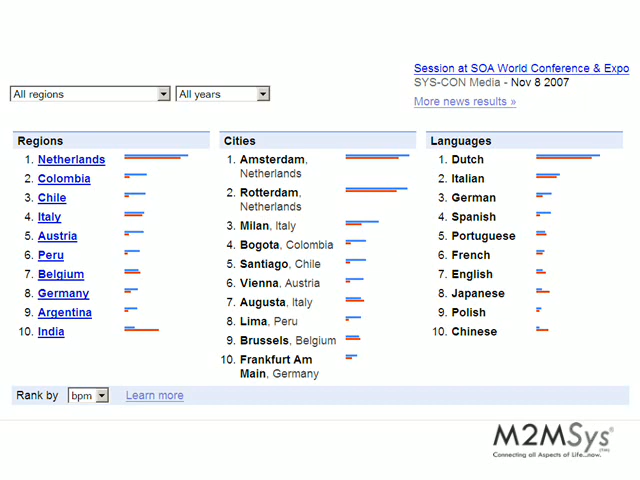 Session at SOA World Conference & Expo
SYS-CON Media - Nov 8 2007
More news results »
All regions
All years
Regions
1. Netherlands
2. Colombia
3. Chile
4. Italy
5. Austria
6. Peru
7. Belgium
8. Germany
9. Argentina
10. India
Cities
1. Amsterdam,
Netherlands
2. Rotterdam,
Netherlands
3. Milan, Italy
4. Bogota, Colombia
5. Santiago, Chile
6. Vienna, Austria
7. Augusta, Italy
8. Lima, Peru
9. Brussels, Belgium
10. Frankfurt Am
Main, Germany
Languages
1. Dutch
2. Italian
3. German
4. Spanish
5. Portuguese
6. French
7. English
8. Japanese
9. Polish
10. Chinese
Rank by bpm Learn more
M2MSys®
Connecting all Aspects of Life...now. (TM)